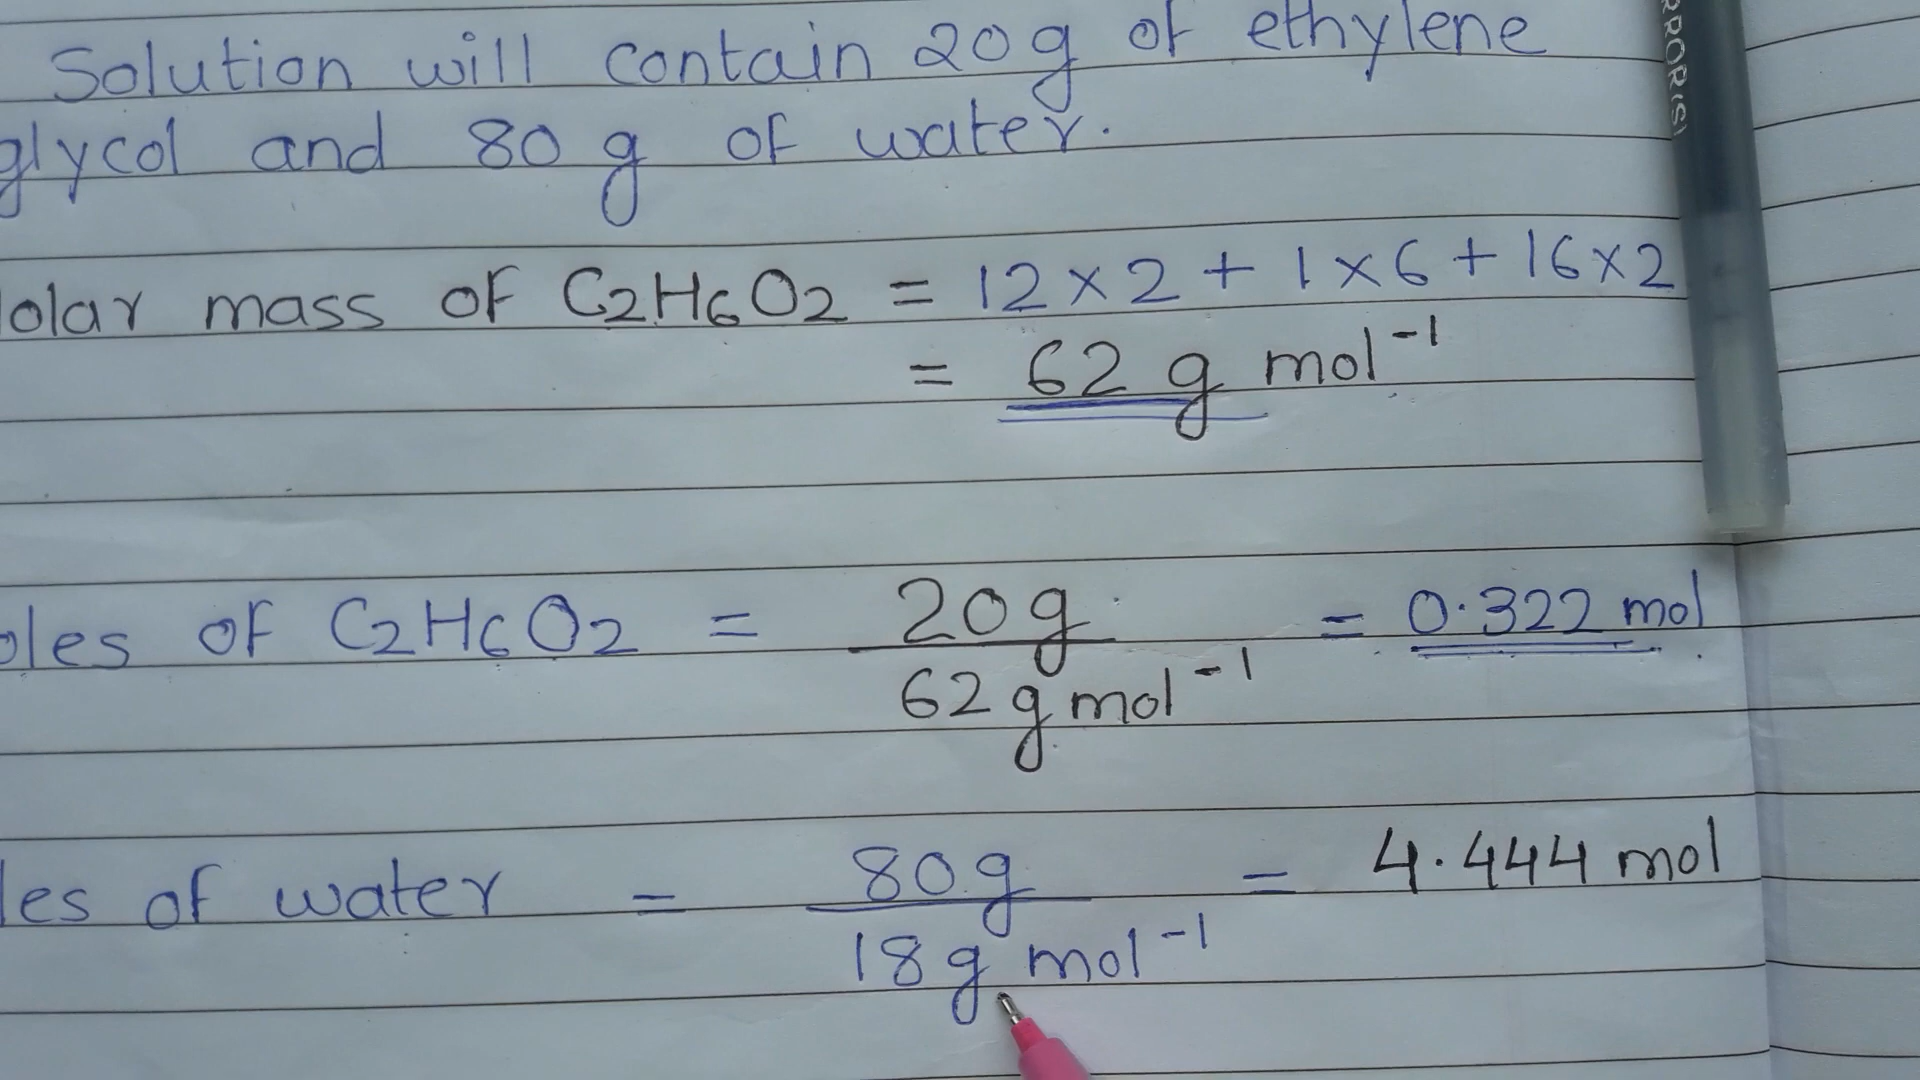 Solution will contain 20g of ethylene
glycol and 80 g of water.
olar mass of C2H6O2 = 12 × 2 + 1 × 6 + 16 × 2
= 62 g mol⁻¹
oles of C2H6O2 = 20g / 62 g mol⁻¹ = 0.322 mol
les of water = 80g / 18 g mol⁻¹ = 4.444 mol
RROR(S)